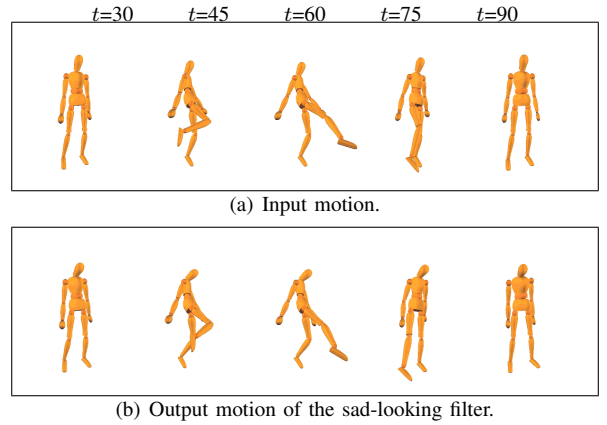 t=30 t=45 t=60 t=75 t=90
(a) Input motion.
(b) Output motion of the sad-looking filter.